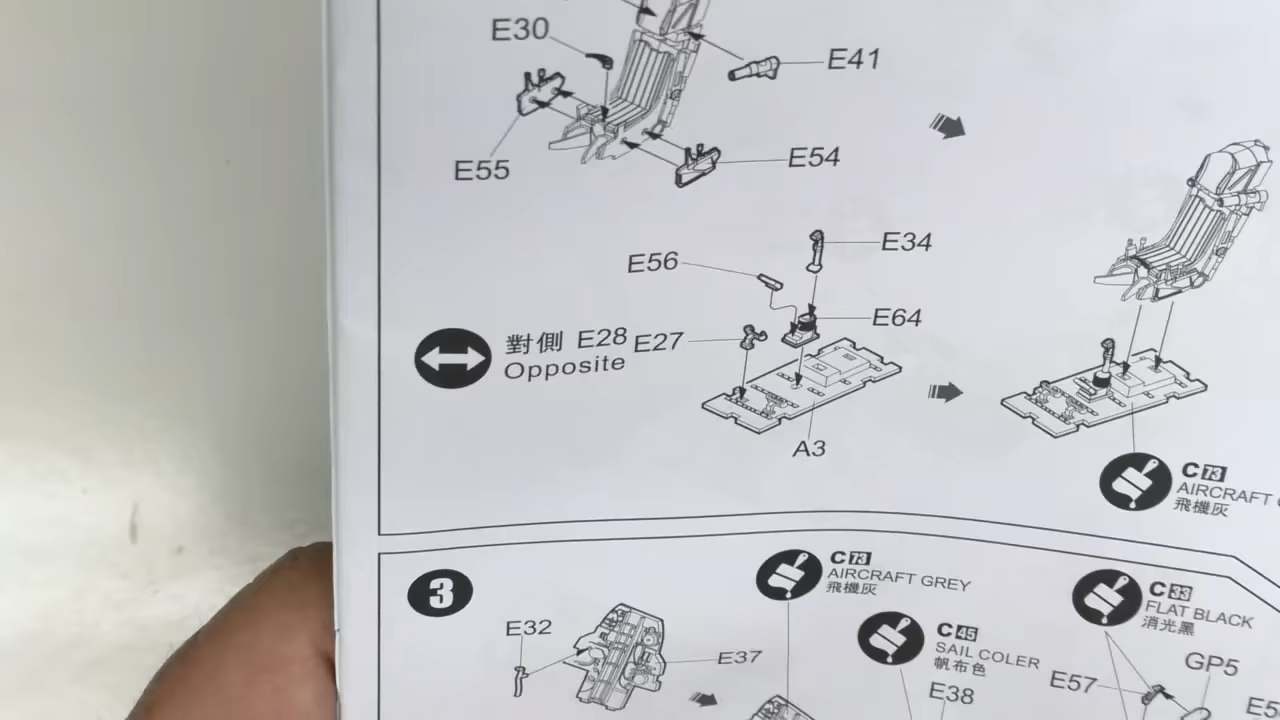 E30
E41
E55
E54
E34
E56
E64
對側 E28 E27
Opposite
A3
C73
AIRCRAFT
飛機灰
3
C73
AIRCRAFT GREY
飛機灰
C33
FLAT BLACK
消光黑
E32
C45
SAIL COLER
帆布色
E37
GP5
E57
E38